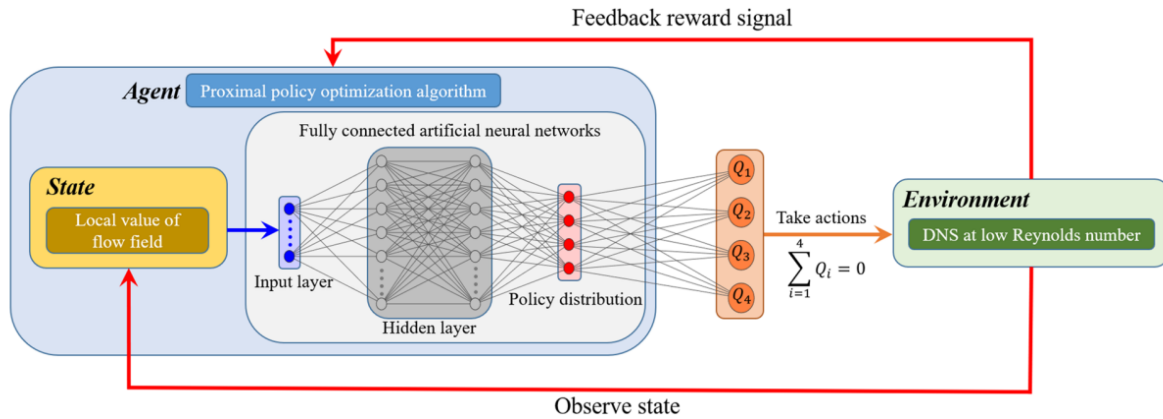 Feedback reward signal
Agent
Proximal policy optimization algorithm
Fully connected artificial neural networks
State
Local value of
flow field
Input layer
Hidden layer
Policy distribution
Q₁
Q₂
Q₃
Q₄
Take actions
4
∑ Qᵢ = 0
i=1
Environment
DNS at low Reynolds number
Observe state